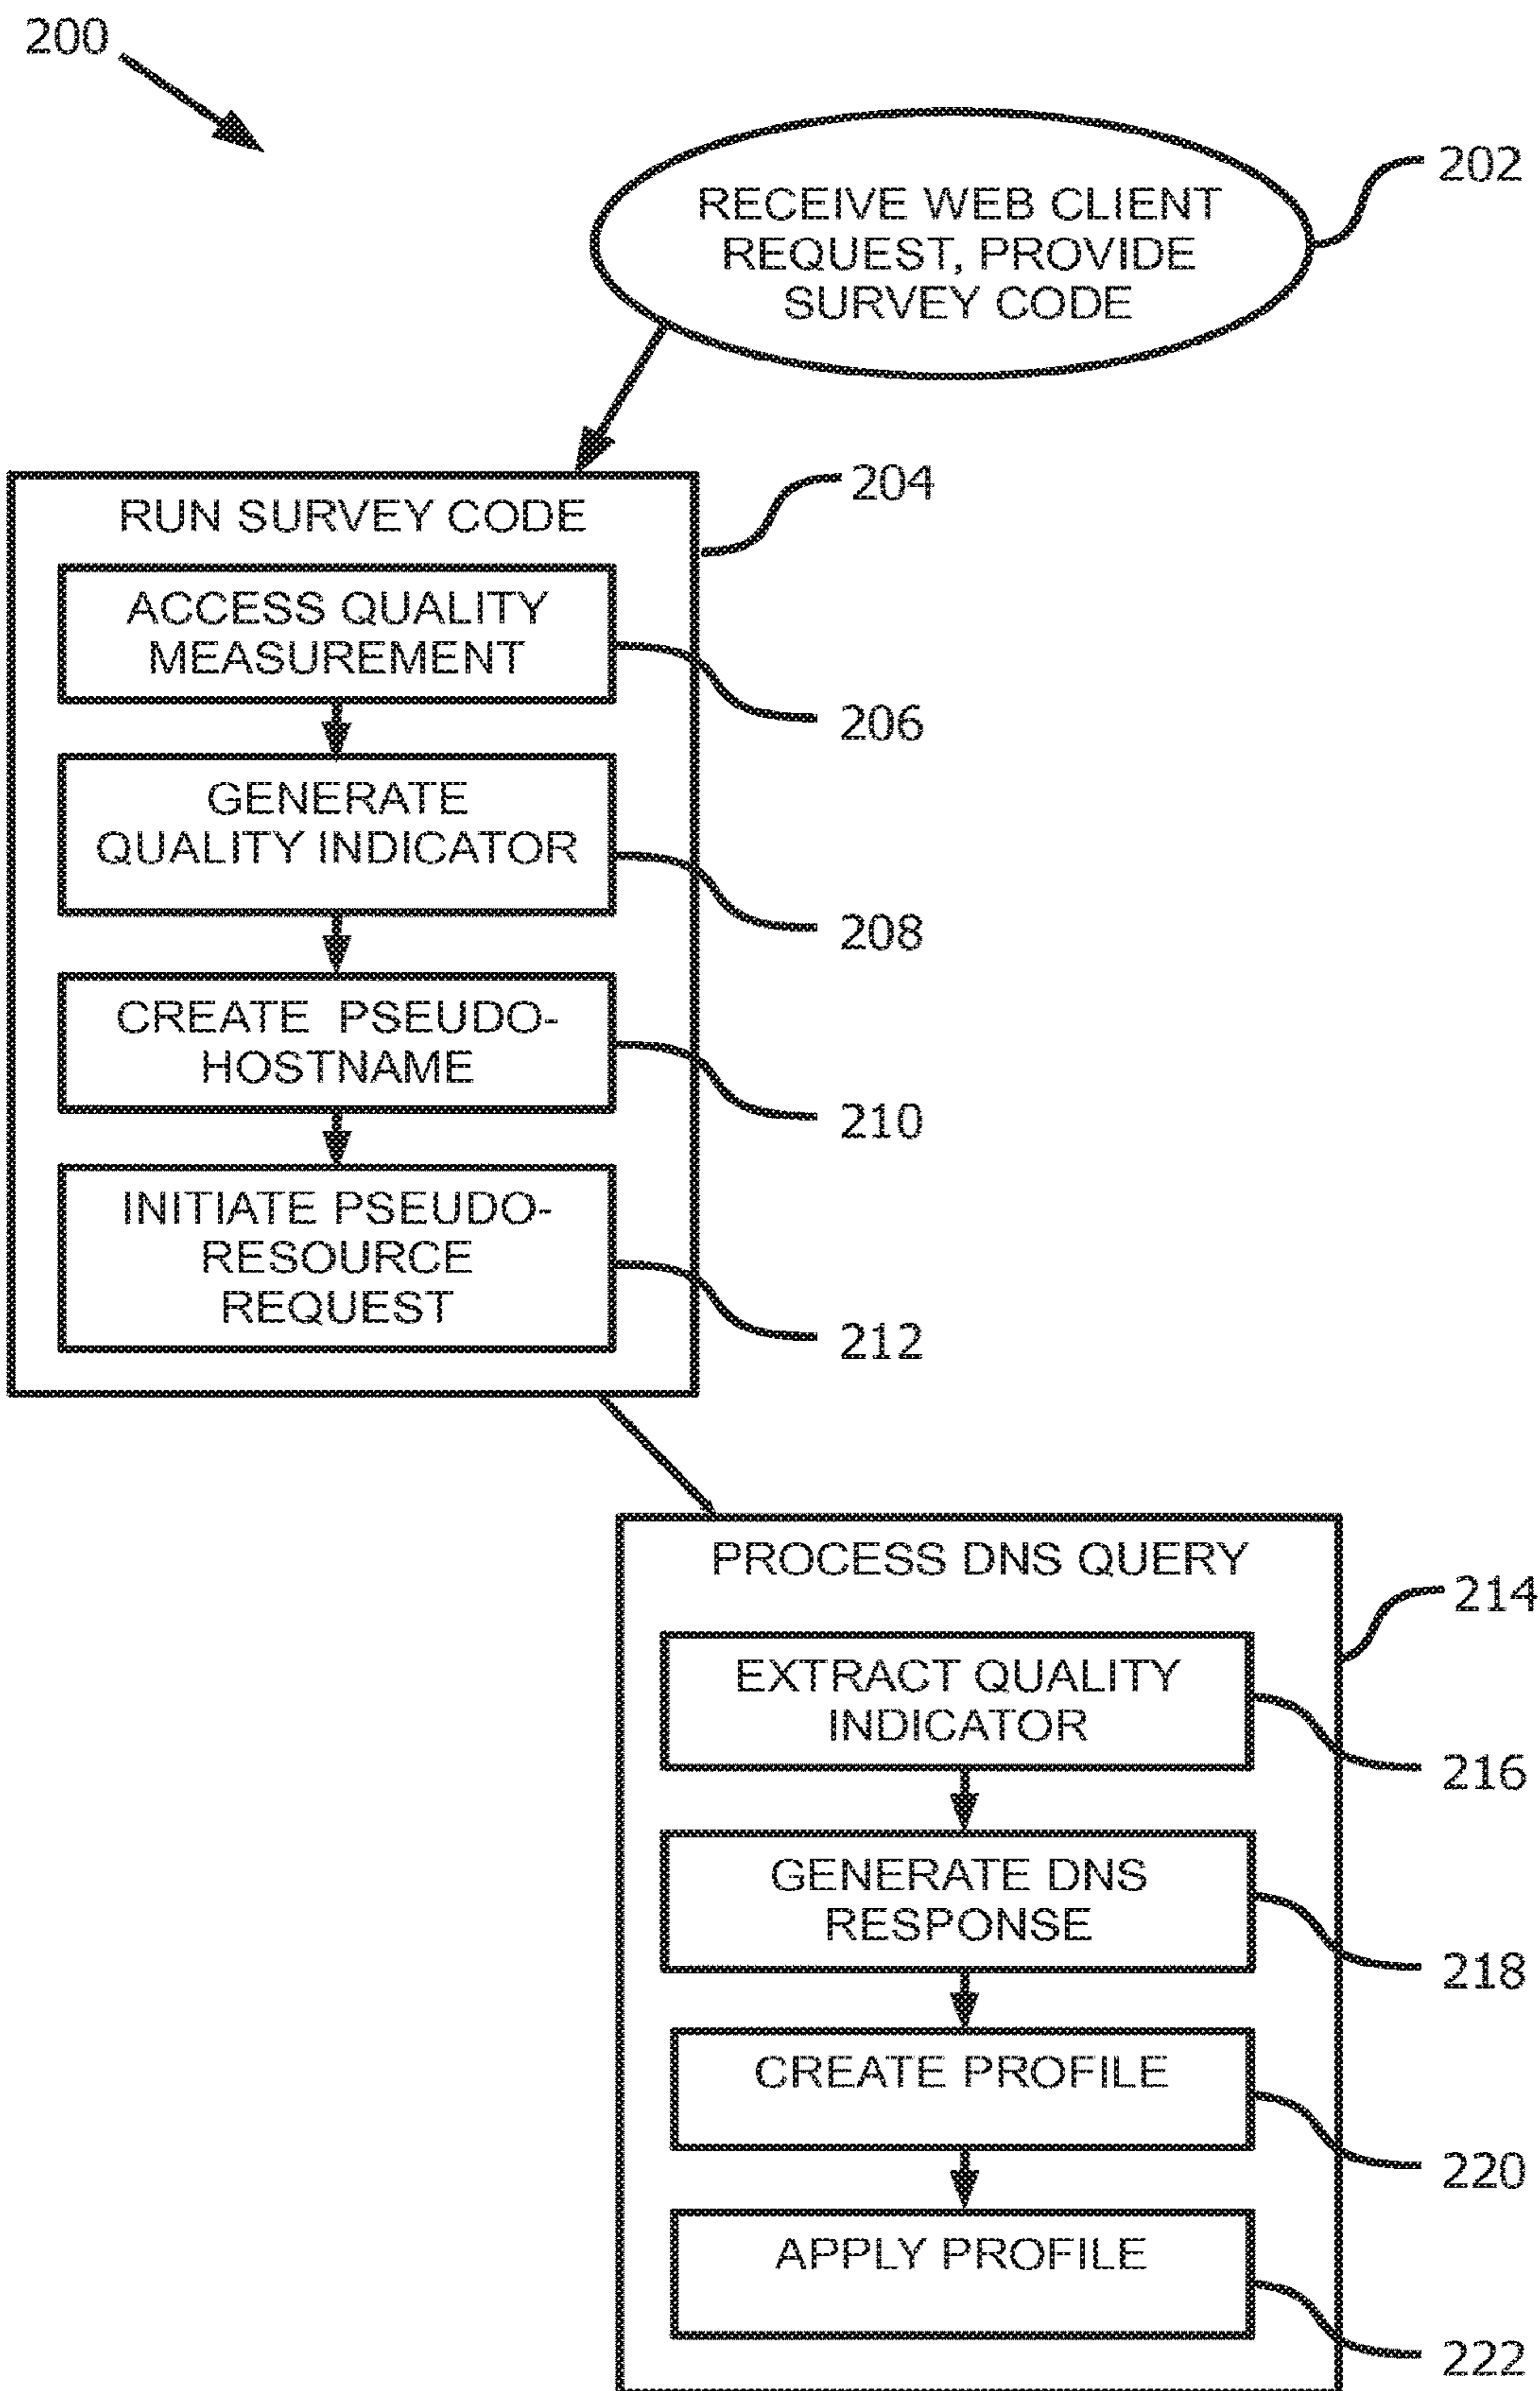 200
RECEIVE WEB CLIENT
REQUEST, PROVIDE
SURVEY CODE
202
RUN SURVEY CODE
204
ACCESS QUALITY
MEASUREMENT
206
GENERATE
QUALITY INDICATOR
208
CREATE PSEUDO-
HOSTNAME
210
INITIATE PSEUDO-
RESOURCE
REQUEST
212
PROCESS DNS QUERY
214
EXTRACT QUALITY
INDICATOR
216
GENERATE DNS
RESPONSE
218
CREATE PROFILE
220
APPLY PROFILE
222